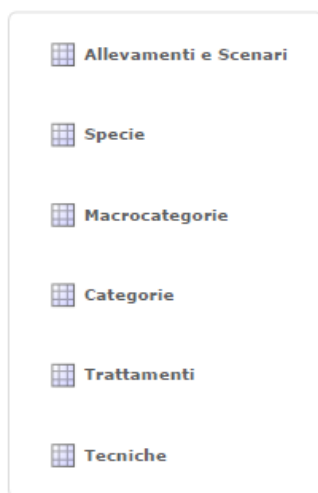 Allevamenti e Scenari
Specie
Macrocategorie
Categorie
Trattamenti
Tecniche